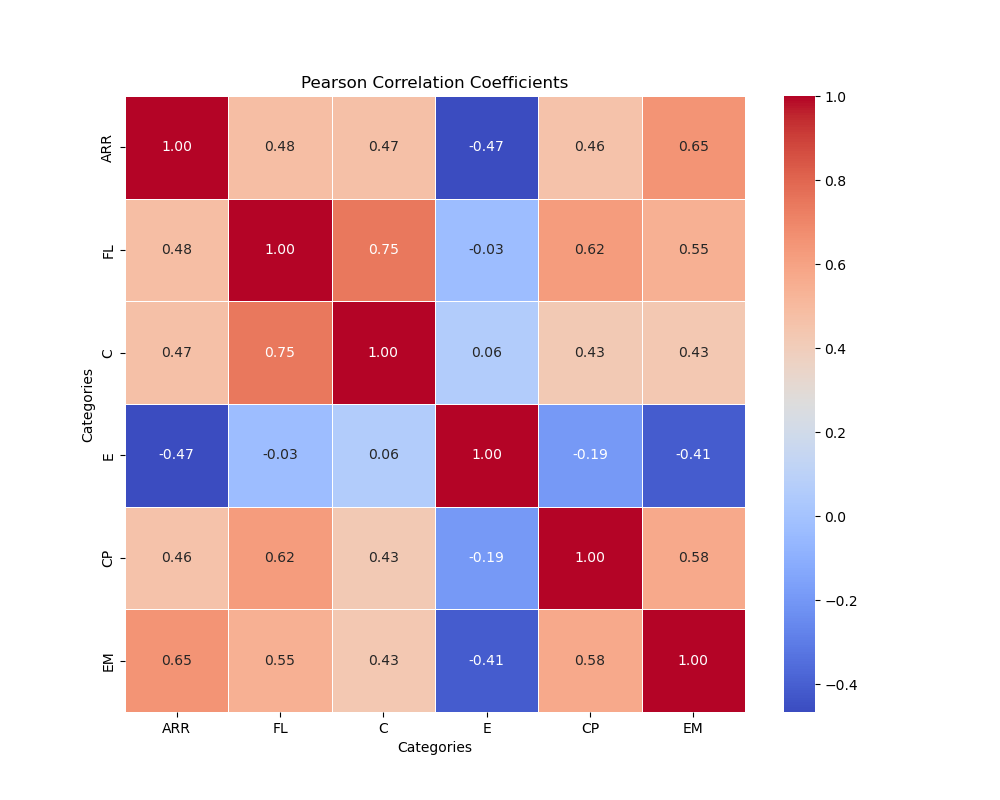 Pearson Correlation Coefficients
ARR 1.00 0.48 0.47 -0.47 0.46 0.65
FL 0.48 1.00 0.75 -0.03 0.62 0.55
C 0.47 0.75 1.00 0.06 0.43 0.43
E -0.47 -0.03 0.06 1.00 -0.19 -0.41
CP 0.46 0.62 0.43 -0.19 1.00 0.58
EM 0.65 0.55 0.43 -0.41 0.58 1.00
Categories
ARR FL C E CP EM
Categories
1.0
0.8
0.6
0.4
0.2
0.0
−0.2
−0.4